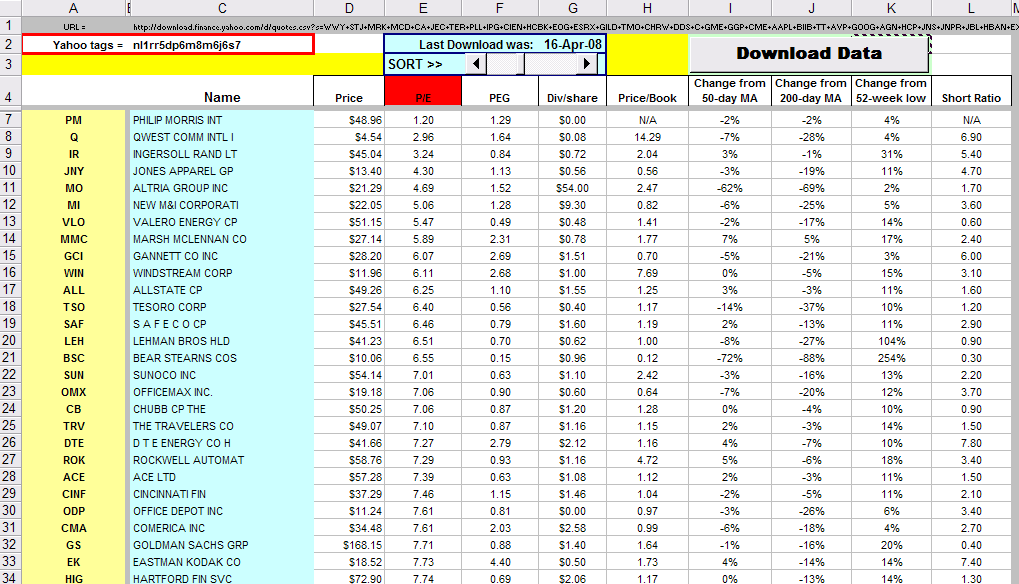 A B C D E F G H I J K L M
1 URL = http://download.finance.yahoo.com/d/quotes.csv?s=WVY+STJ+MRK+MCD+CA+JEC+TER+PLL+IPG+CIEN+HCBK+EOG+ESRX+GILD+TMO+CHRW+DDS+C+GME+GGP+CME+AAPL+BIIB+TT+AVP+GOOG+AGN+HCP+JNS+JNPR+JBL+HBAN+EX
2 Yahoo tags = nl1rr5dp6m8m6j6s7 Last Download was: 16-Apr-08 Download Data
3 SORT >>
4 Name Price P/E PEG Div/share Price/Book Change from 50-day MA Change from 200-day MA Change from 52-week low Short Ratio
7 PM PHILIP MORRIS INT $48.96 1.20 1.29 $0.00 N/A -2% -2% 4% N/A
8 Q QWEST COMM INTL I $4.54 2.96 1.64 $0.08 14.29 -7% -28% 4% 6.90
9 IR INGERSOLL RAND LT $45.04 3.24 0.84 $0.72 2.04 3% -1% 31% 5.40
10 JNY JONES APPAREL GP $13.40 4.30 1.13 $0.56 0.56 -3% -19% 11% 4.70
11 MO ALTRIA GROUP INC $21.29 4.69 1.52 $54.00 2.47 -62% -69% 2% 1.70
12 MI NEW M&I CORPORATI $22.05 5.06 1.28 $9.30 0.82 -6% -25% 5% 3.60
13 VLO VALERO ENERGY CP $51.15 5.47 0.49 $0.48 1.41 -2% -17% 14% 0.60
14 MMC MARSH MCLENNAN CO $27.14 5.89 2.31 $0.78 1.77 7% 5% 17% 2.40
15 GCI GANNETT CO INC $28.20 6.07 2.69 $1.51 0.70 -5% -21% 3% 6.00
16 WIN WINDSTREAM CORP $11.96 6.11 2.68 $1.00 7.69 0% -5% 15% 3.10
17 ALL ALLSTATE CP $49.26 6.25 1.10 $1.55 1.25 3% -3% 11% 1.60
18 TSO TESORO CORP $27.54 6.40 0.56 $0.40 1.17 -14% -37% 10% 1.20
19 SAF S A F E C O CP $45.51 6.46 0.79 $1.60 1.19 2% -13% 11% 2.90
20 LEH LEHMAN BROS HLD $41.23 6.51 0.70 $0.62 1.00 -8% -27% 104% 0.90
21 BSC BEAR STEARNS COS $10.06 6.55 0.15 $0.96 0.12 -72% -88% 254% 0.30
22 SUN SUNOCO INC $54.14 7.01 0.63 $1.10 2.42 -3% -16% 13% 2.20
23 OMX OFFICEMAX INC. $19.18 7.06 0.90 $0.60 0.64 -7% -20% 12% 3.70
24 CB CHUBB CP THE $50.25 7.06 0.87 $1.20 1.28 0% -4% 10% 0.90
25 TRV THE TRAVELERS CO $49.07 7.10 0.87 $1.16 1.15 2% -3% 14% 1.50
26 DTE D T E ENERGY CO H $41.66 7.27 2.79 $2.12 1.16 4% -7% 10% 7.80
27 ROK ROCKWELL AUTOMAT $58.76 7.29 0.93 $1.16 4.72 5% -6% 18% 3.40
28 ACE ACE LTD $57.28 7.39 0.63 $1.08 1.12 2% -3% 11% 1.50
29 CINF CINCINNATI FIN $37.29 7.46 1.15 $1.46 1.04 -2% -5% 11% 2.10
30 ODP OFFICE DEPOT INC $11.24 7.61 0.81 $0.00 0.97 -3% -26% 6% 3.40
31 CMA COMERICA INC $34.48 7.61 2.03 $2.58 0.99 -6% -18% 4% 2.70
32 GS GOLDMAN SACHS GRP $168.15 7.71 0.88 $1.40 1.64 -1% -16% 20% 0.40
33 EK EASTMAN KODAK CO $18.52 7.73 4.40 $0.50 1.73 4% -14% 14% 7.40
34 HIG HARTFORD FIN SVC $72.90 7.74 0.69 $2.06 1.17 0% -13% 14% 1.30